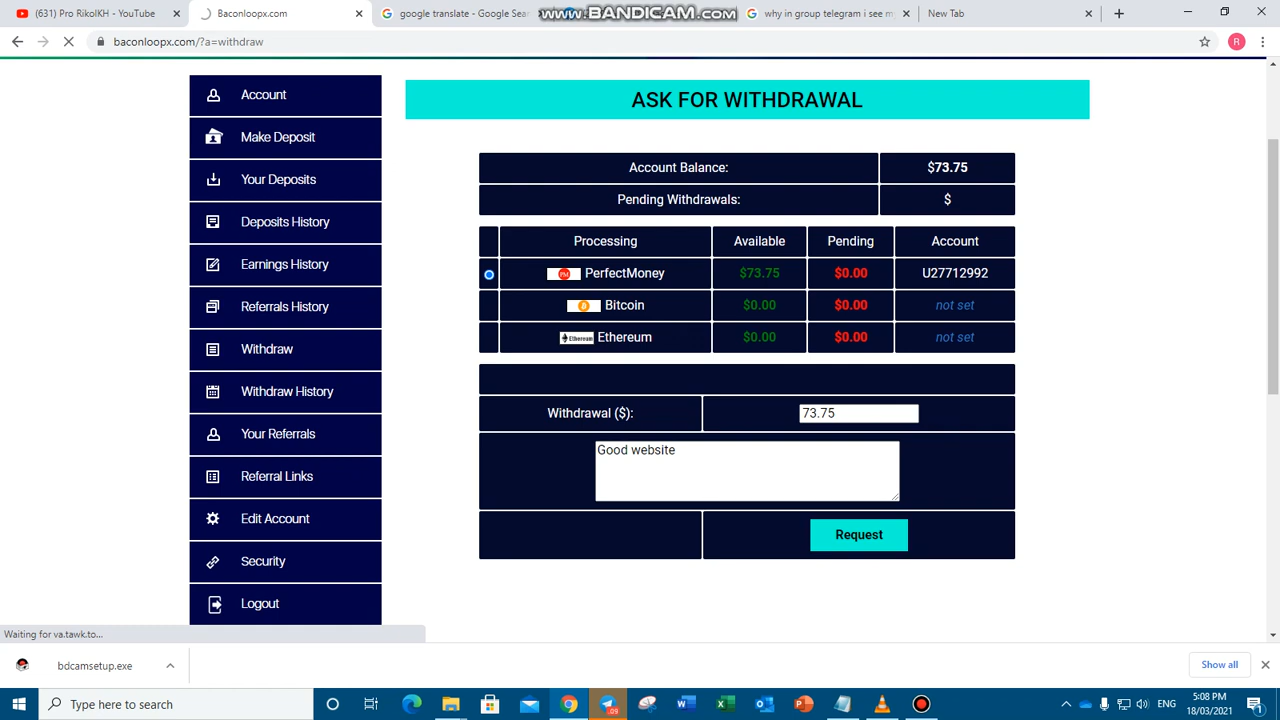 (631) Pro RikoIKH - YouTube
Baconloopx.com
google translate - Google Sea
www.BANDICAM.com
why in group telegram i see m
New Tab
baconloopx.com/?a=withdraw
R
Account
Make Deposit
Your Deposits
Deposits History
Earnings History
Referrals History
Withdraw
Withdraw History
Your Referrals
Referral Links
Edit Account
Security
Logout
ASK FOR WITHDRAWAL
Account Balance: $73.75
Pending Withdrawals: $
Processing Available Pending Account
PM PerfectMoney $73.75 $0.00 U27712992
Bitcoin $0.00 $0.00 not set
Ethereum Ethereum $0.00 $0.00 not set
Withdrawal ($): 73.75
Good website
Request
Waiting for va.tawk.to...
bdcamsetup.exe
Show all
Type here to search
ENG
5:08 PM
18/03/2021